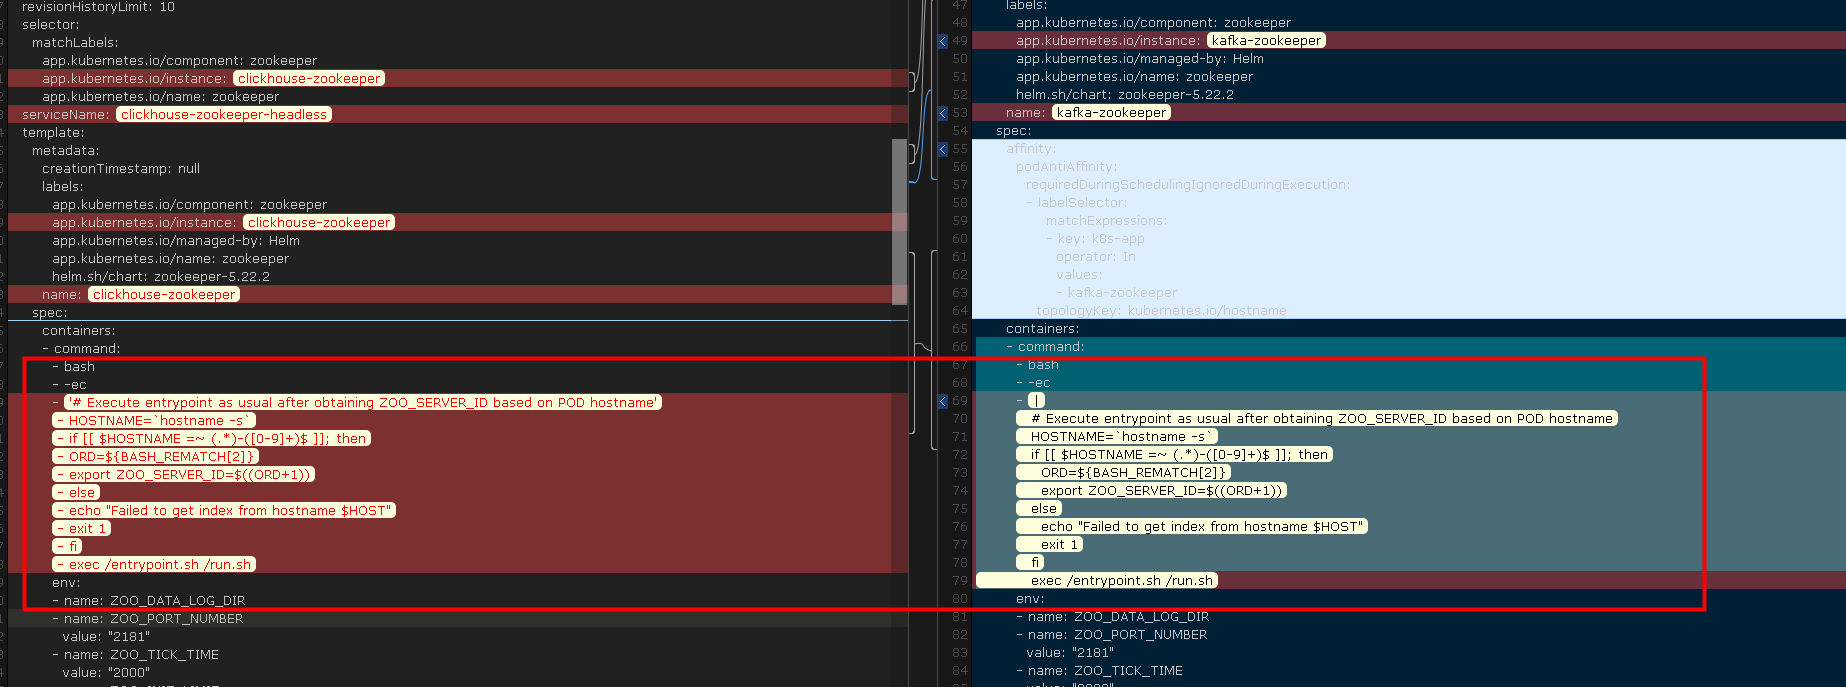 revisionHistoryLimit: 10
selector:
matchLabels:
app.kubernetes.io/component: zookeeper
app.kubernetes.io/instance: clickhouse-zookeeper
app.kubernetes.io/name: zookeeper
serviceName: clickhouse-zookeeper-headless
template:
metadata:
creationTimestamp: null
labels:
app.kubernetes.io/component: zookeeper
app.kubernetes.io/instance: clickhouse-zookeeper
app.kubernetes.io/managed-by: Helm
app.kubernetes.io/name: zookeeper
helm.sh/chart: zookeeper-5.22.2
name: clickhouse-zookeeper
spec:
containers:
- command:
- bash
- -ec
- '# Execute entrypoint as usual after obtaining ZOO_SERVER_ID based on POD hostname'
- HOSTNAME=`hostname -s`
- if [[ $HOSTNAME =~ (.*)-([0-9]+)$ ]]; then
- ORD=${BASH_REMATCH[2]}
- export ZOO_SERVER_ID=$((ORD+1))
- else
- echo "Failed to get index from hostname $HOST"
- exit 1
- fi
- exec /entrypoint.sh /run.sh
env:
- name: ZOO_DATA_LOG_DIR
- name: ZOO_PORT_NUMBER
value: "2181"
- name: ZOO_TICK_TIME
value: "2000"
47 labels:
48 app.kubernetes.io/component: zookeeper
49 app.kubernetes.io/instance: kafka-zookeeper
50 app.kubernetes.io/managed-by: Helm
51 app.kubernetes.io/name: zookeeper
52 helm.sh/chart: zookeeper-5.22.2
53 name: kafka-zookeeper
54 spec:
55 affinity:
56 podAntiAffinity:
57 requiredDuringSchedulingIgnoredDuringExecution:
58 - labelSelector:
59 matchExpressions:
60 - key: k8s-app
61 operator: In
62 values:
63 - kafka-zookeeper
64 topologyKey: kubernetes.io/hostname
65 containers:
66 - command:
67 - bash
68 - -ec
69 - |
70 # Execute entrypoint as usual after obtaining ZOO_SERVER_ID based on POD hostname
71 HOSTNAME=`hostname -s`
72 if [[ $HOSTNAME =~ (.*)-([0-9]+)$ ]]; then
73 ORD=${BASH_REMATCH[2]}
74 export ZOO_SERVER_ID=$((ORD+1))
75 else
76 echo "Failed to get index from hostname $HOST"
77 exit 1
78 fi
79 exec /entrypoint.sh /run.sh
80 env:
81 - name: ZOO_DATA_LOG_DIR
82 - name: ZOO_PORT_NUMBER
83 value: "2181"
84 - name: ZOO_TICK_TIME